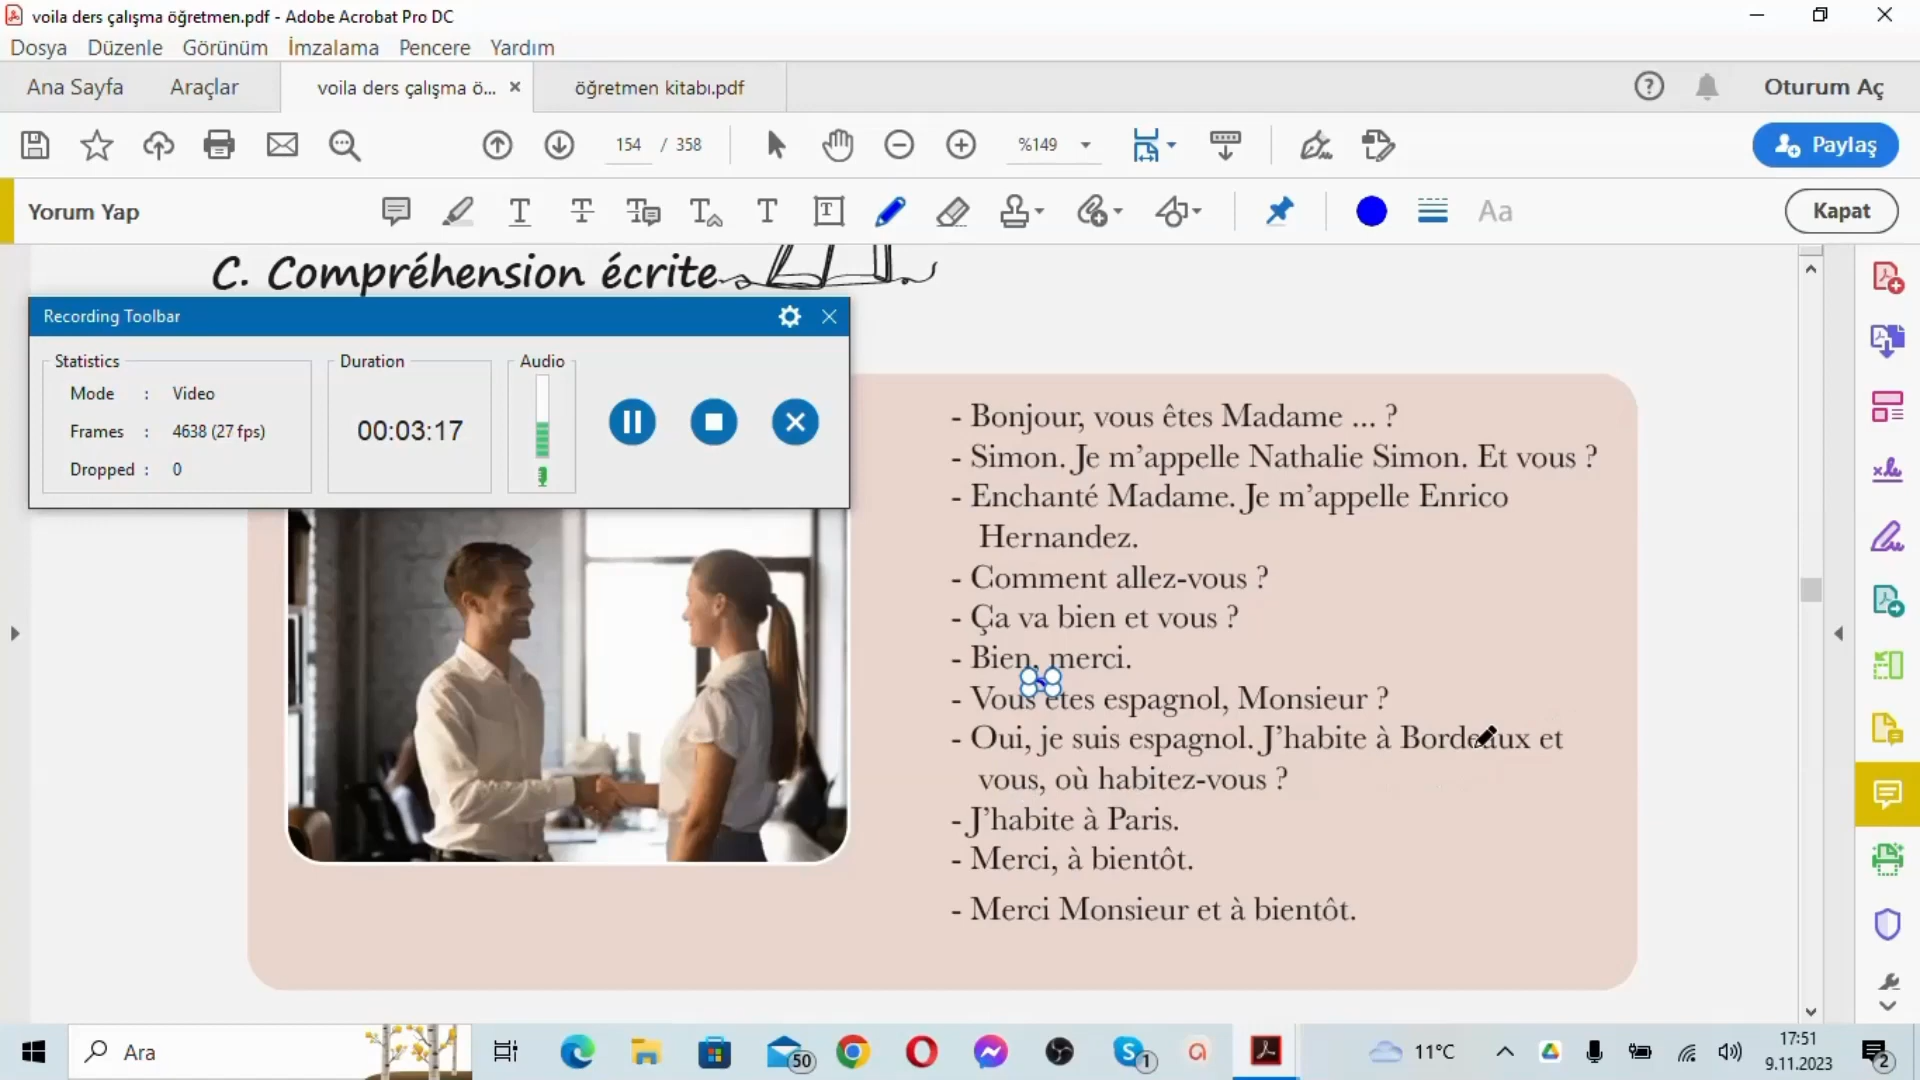 voila ders çalışma öğretmen.pdf - Adobe Acrobat Pro DC
Dosya Düzenle Görünüm İmzalama Pencere Yardım
Ana Sayfa Araçlar voila ders çalışma ö... öğretmen kitabı.pdf Oturum Aç
154 / 358 %149 Paylaş
Yorum Yap Aa Kapat
C. Compréhension écrite
Recording Toolbar
Statistics Duration Audio
Mode : Video
Frames : 4638 (27 fps)
Dropped : 0
00:03:17
- Bonjour, vous êtes Madame ... ?
- Simon. Je m’appelle Nathalie Simon. Et vous ?
- Enchanté Madame. Je m’appelle Enrico
Hernandez.
- Comment allez-vous ?
- Ça va bien et vous ?
- Bien, merci.
- Vous êtes espagnol, Monsieur ?
- Oui, je suis espagnol. J’habite à Bordeaux et
vous, où habitez-vous ?
- J’habite à Paris.
- Merci, à bientôt.
- Merci Monsieur et à bientôt.
Ara 50 1 11°C 17:51
9.11.2023 2